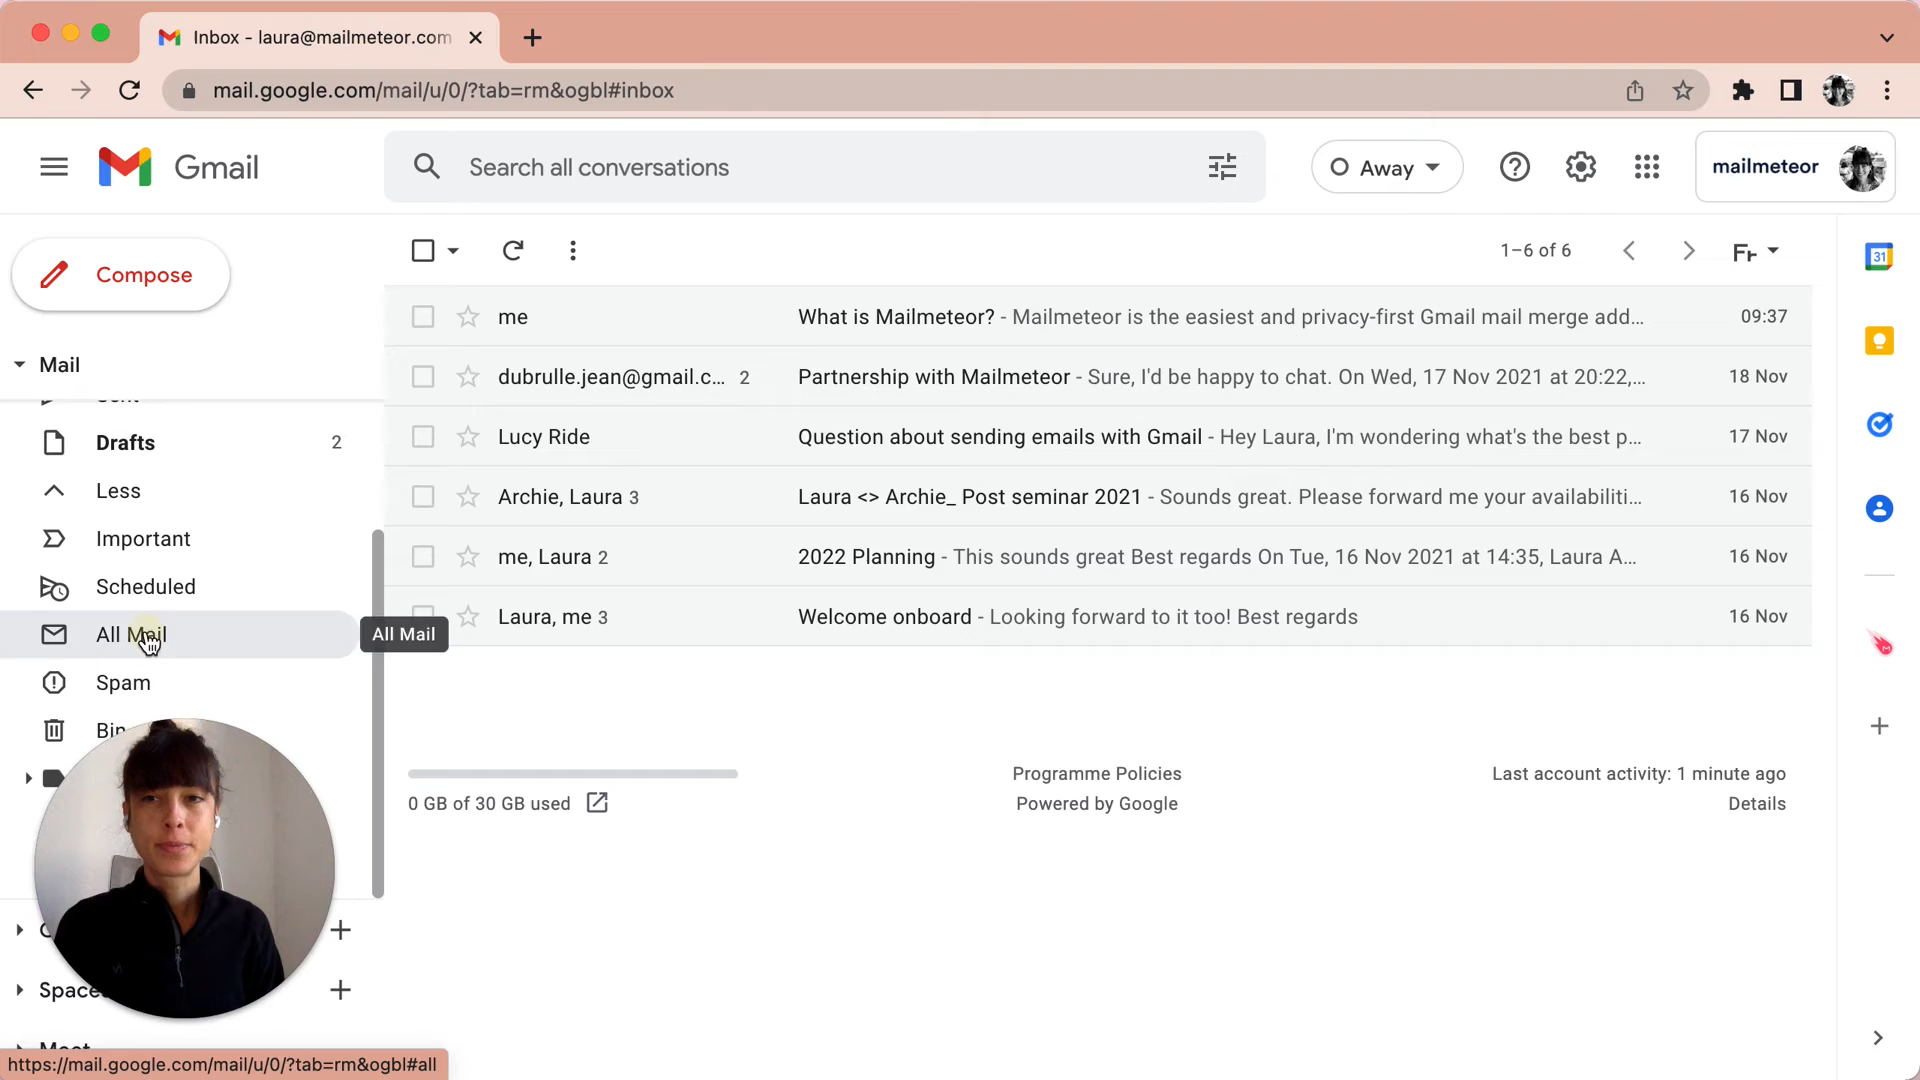 Inbox - laura@mailmeteor.com
mail.google.com/mail/u/0/?tab=rm&ogbl#inbox
Gmail
Search all conversations
Away
mailmeteor
Compose
1–6 of 6
31
Mail
Drafts 2
Less
Important
Scheduled
All Mail
All Mail
Spam
Bin
me What is Mailmeteor? - Mailmeteor is the easiest and privacy-first Gmail mail merge add... 09:37
dubrulle.jean@gmail.c... 2 Partnership with Mailmeteor - Sure, I'd be happy to chat. On Wed, 17 Nov 2021 at 20:22,... 18 Nov
Lucy Ride Question about sending emails with Gmail - Hey Laura, I'm wondering what's the best p... 17 Nov
Archie, Laura 3 Laura <> Archie_ Post seminar 2021 - Sounds great. Please forward me your availabiliti... 16 Nov
me, Laura 2 2022 Planning - This sounds great Best regards On Tue, 16 Nov 2021 at 14:35, Laura A... 16 Nov
Laura, me 3 Welcome onboard - Looking forward to it too! Best regards 16 Nov
0 GB of 30 GB used
Programme Policies
Powered by Google
Last account activity: 1 minute ago
Details
https://mail.google.com/mail/u/0/?tab=rm&ogbl#all